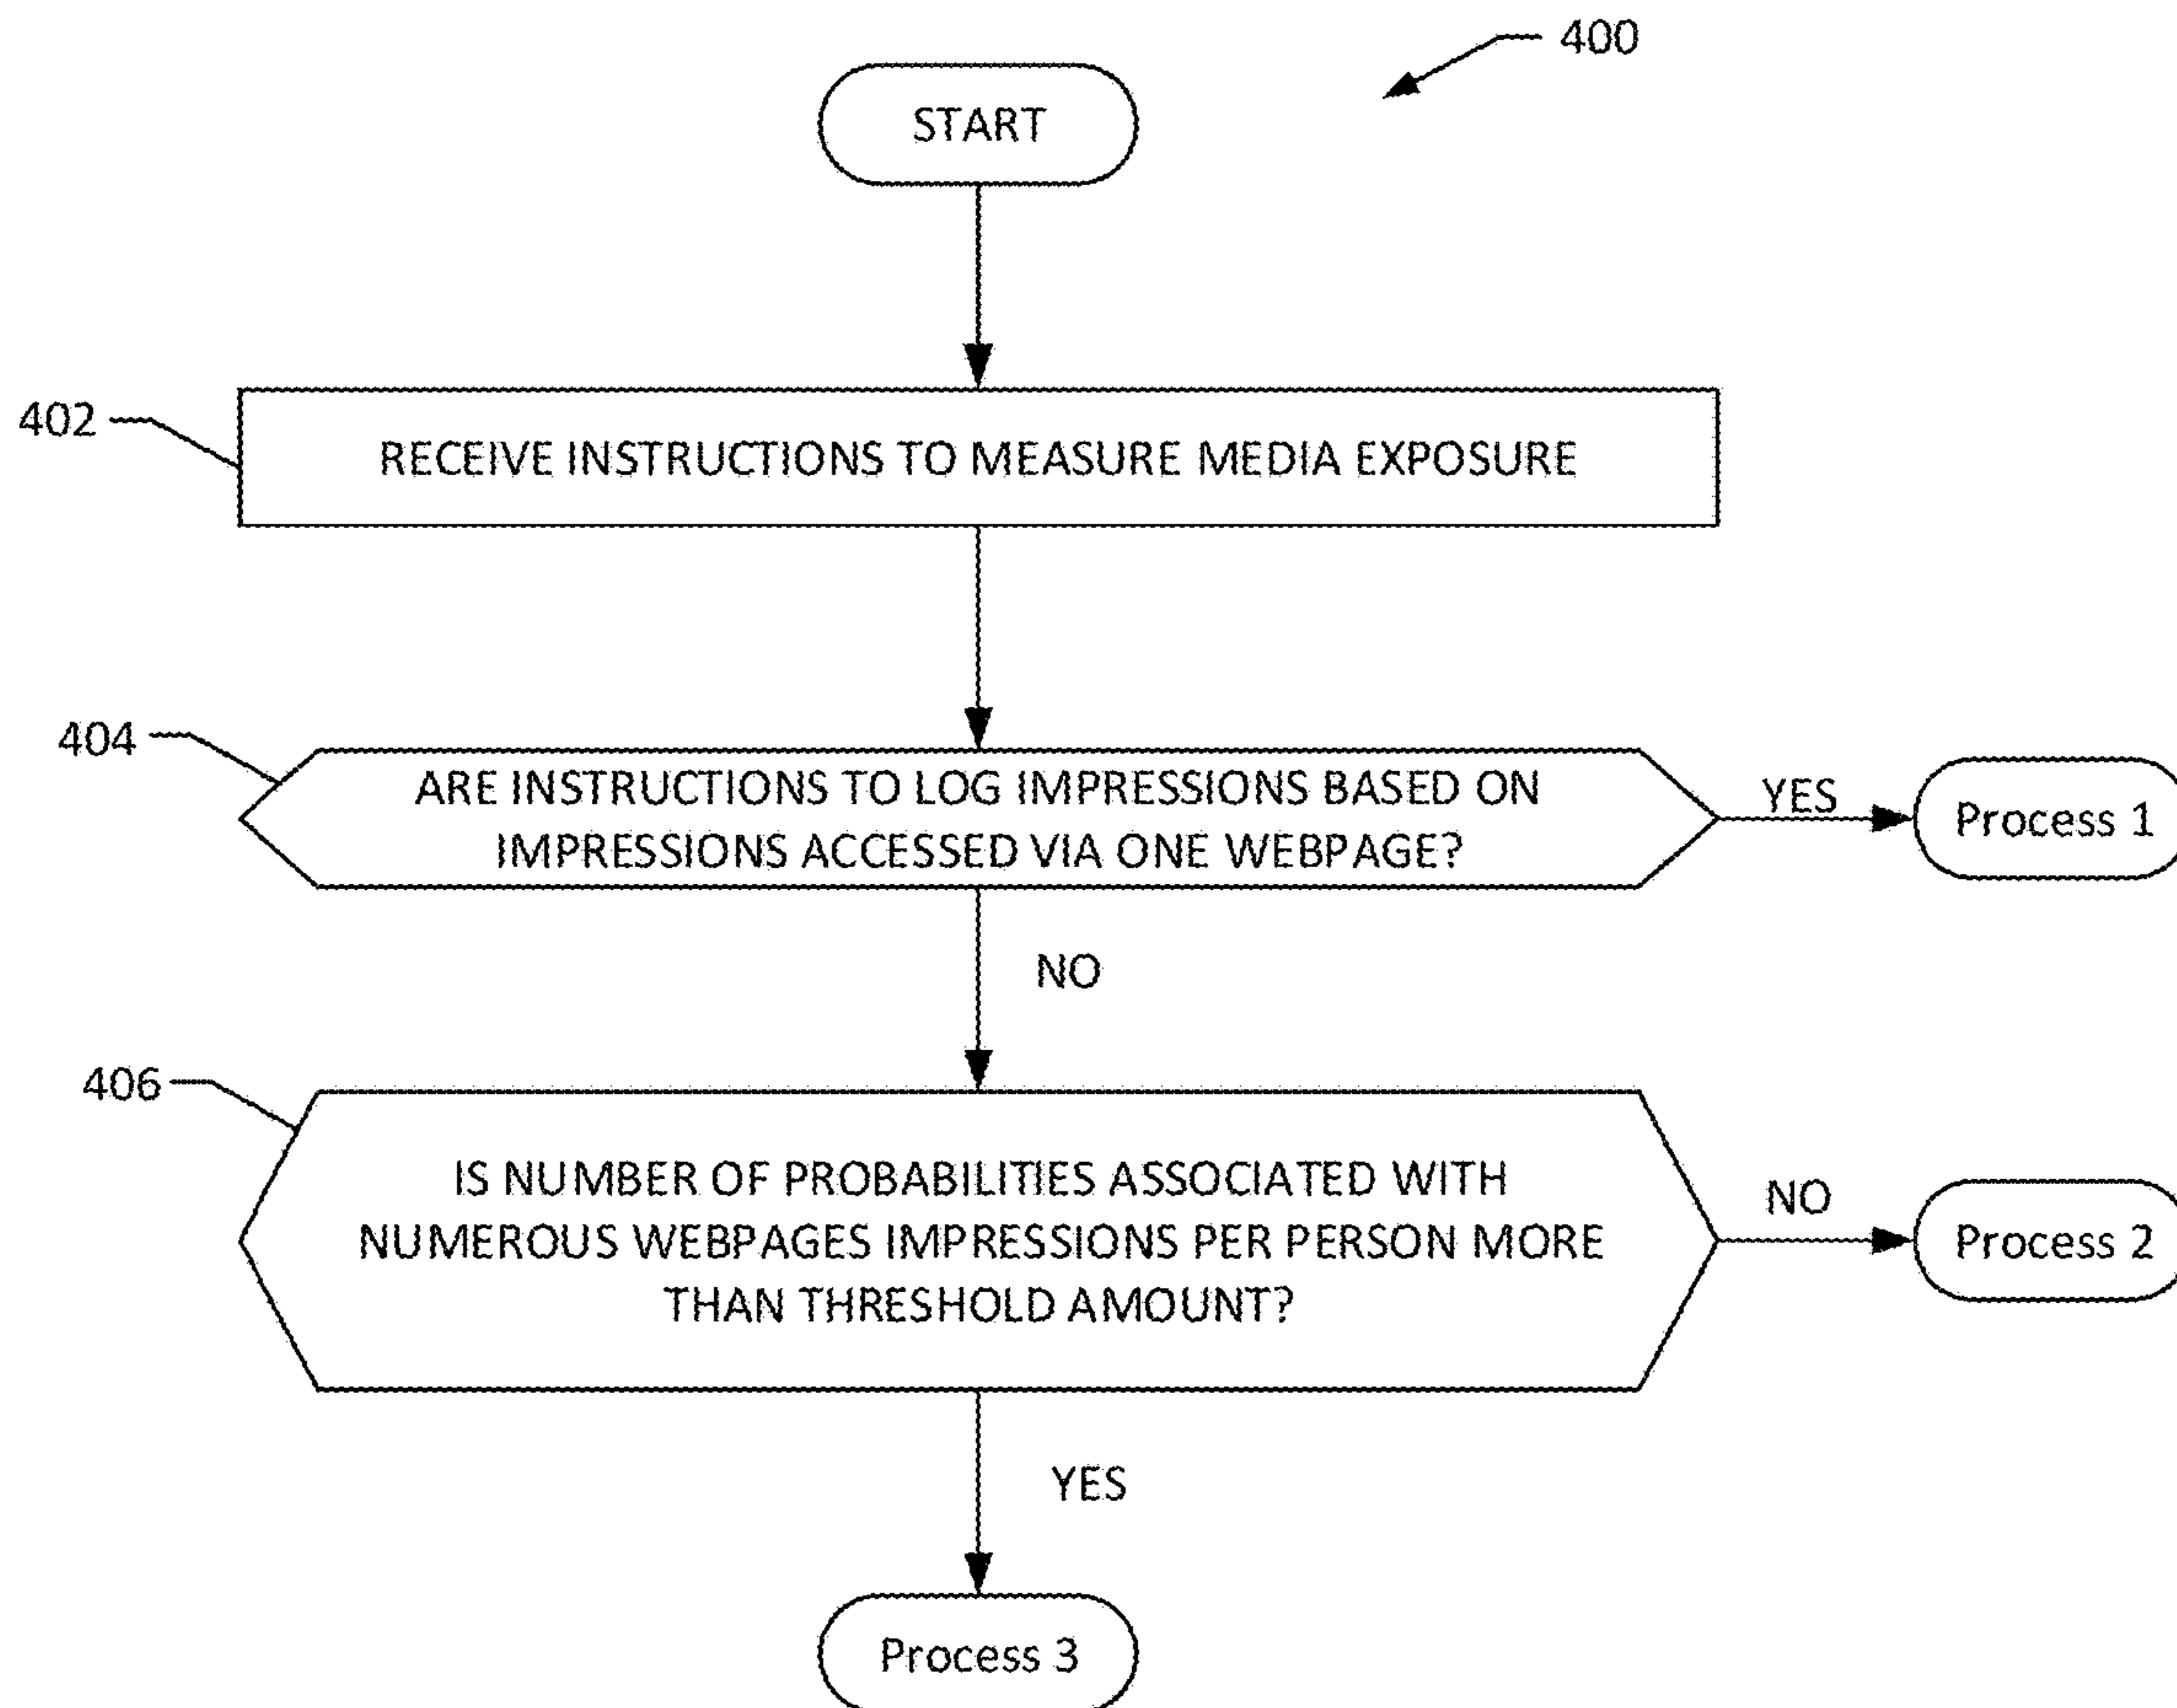 400
START
402
RECEIVE INSTRUCTIONS TO MEASURE MEDIA EXPOSURE
404
ARE INSTRUCTIONS TO LOG IMPRESSIONS BASED ON
IMPRESSIONS ACCESSED VIA ONE WEBPAGE?
YES
Process 1
NO
406
IS NUMBER OF PROBABILITIES ASSOCIATED WITH
NUMEROUS WEBPAGES IMPRESSIONS PER PERSON MORE
THAN THRESHOLD AMOUNT?
NO
Process 2
YES
Process 3